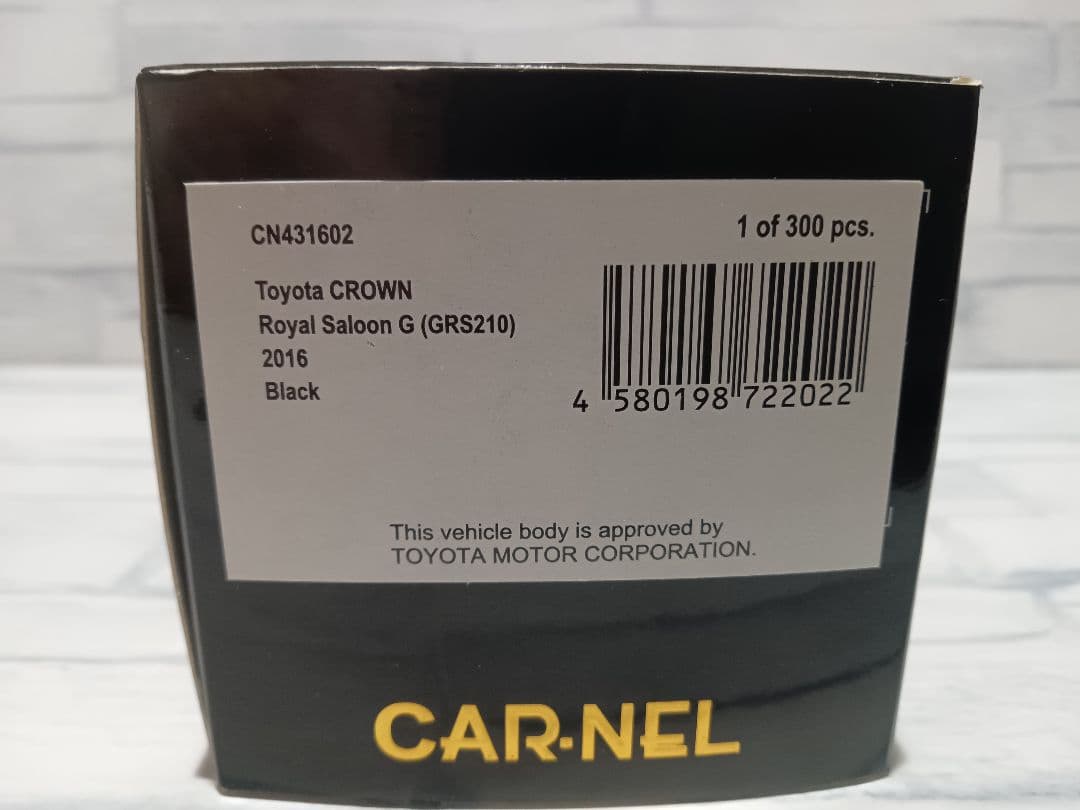 CN431602
1 of 300 pcs.
Toyota CROWN
Royal Saloon G (GRS210)
2016
Black
4 580198 722022
This vehicle body is approved by
TOYOTA MOTOR CORPORATION.
CAR·NEL